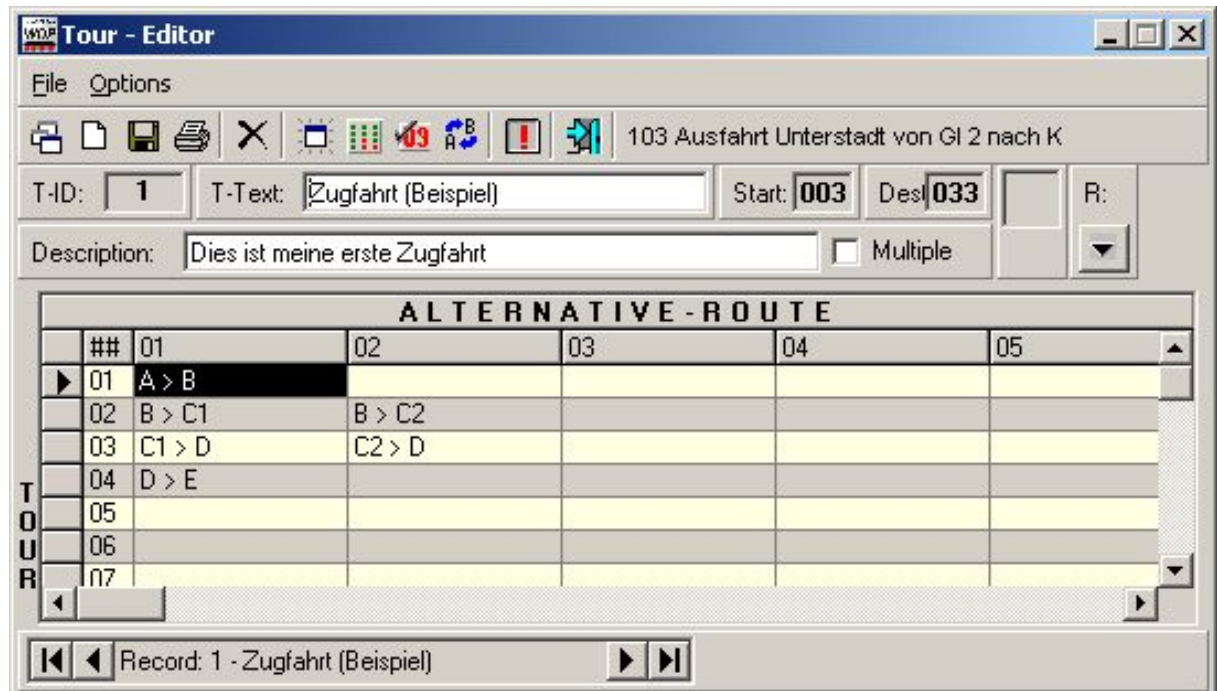 Tour - Editor
File Options
103 Ausfahrt Unterstadt von Gl 2 nach K
T-ID: 1 T-Text: Zugfahrt (Beispiel) Start: 003 Dest 033 R:
Description: Dies ist meine erste Zugfahrt Multiple
ALTERNATIVE-ROUTE
## 01 02 03 04 05
01 A > B
02 B > C1 B > C2
03 C1 > D C2 > D
04 D > E
05
06
07
TOUR
Record: 1 - Zugfahrt (Beispiel)